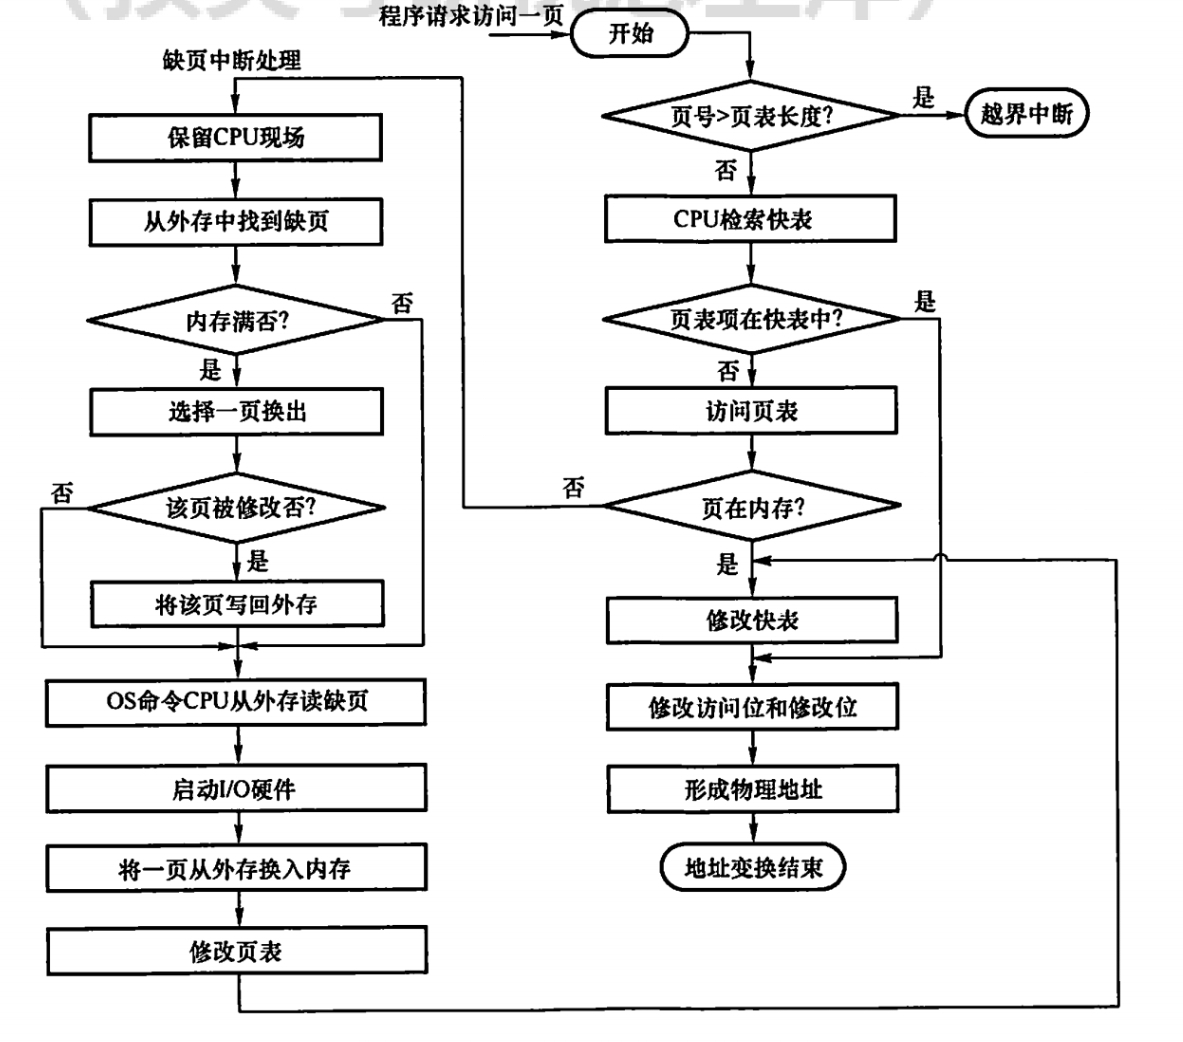 程序请求访问一页
开始
缺页中断处理
页号>页表长度?
是
越界中断
否
保留CPU现场
从外存中找到缺页
CPU检索快表
内存满否?
否
页表项在快表中?
是
是
否
选择一页换出
访问页表
否
该页被修改否?
否
页在内存?
是
是
将该页写回外存
修改快表
OS命令CPU从外存读缺页
修改访问位和修改位
启动I/O硬件
形成物理地址
将一页从外存换入内存
地址变换结束
修改页表